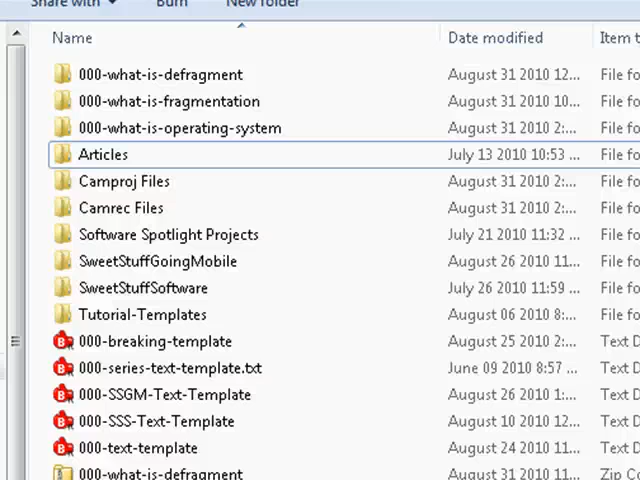 Share with Burn New folder
Name Date modified Item t
000-what-is-defragment August 31 2010 12... File fo
000-what-is-fragmentation August 31 2010 10... File fo
000-what-is-operating-system August 31 2010 2:... File fo
Articles July 13 2010 10:53 ... File fo
Camproj Files August 31 2010 2:... File fo
Camrec Files August 31 2010 2:... File fo
Software Spotlight Projects July 21 2010 11:32 ... File fo
SweetStuffGoingMobile August 26 2010 11... File fo
SweetStuffSoftware July 26 2010 11:59 ... File fo
Tutorial-Templates August 06 2010 8:... File fo
000-breaking-template August 25 2010 2:... Text D
000-series-text-template.txt June 09 2010 8:57 ... Text D
000-SSGM-Text-Template August 26 2010 1:... Text D
000-SSS-Text-Template August 10 2010 12... Text D
000-text-template August 24 2010 11... Text D
000-what-is-defragment August 31 2010 11... Zip Co